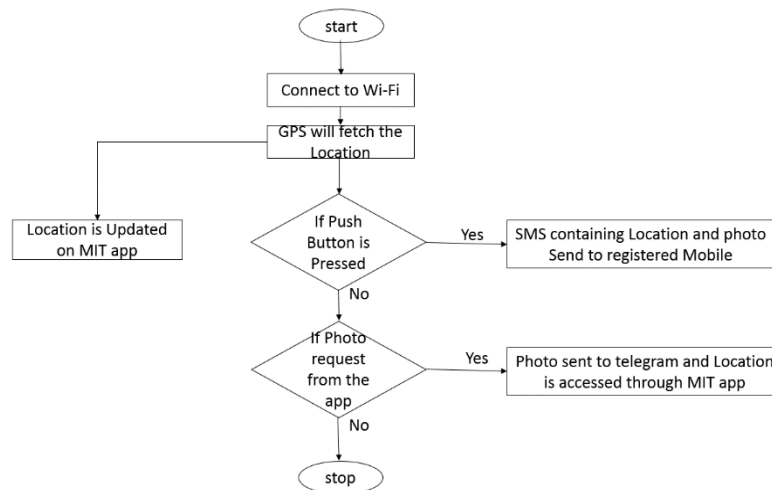 start
Connect to Wi-Fi
GPS will fetch the
Location
Location is Updated
on MIT app
If Push
Button is
Pressed
Yes
SMS containing Location and photo
Send to registered Mobile
No
If Photo
request
from the
app
Yes
Photo sent to telegram and Location
is accessed through MIT app
No
stop